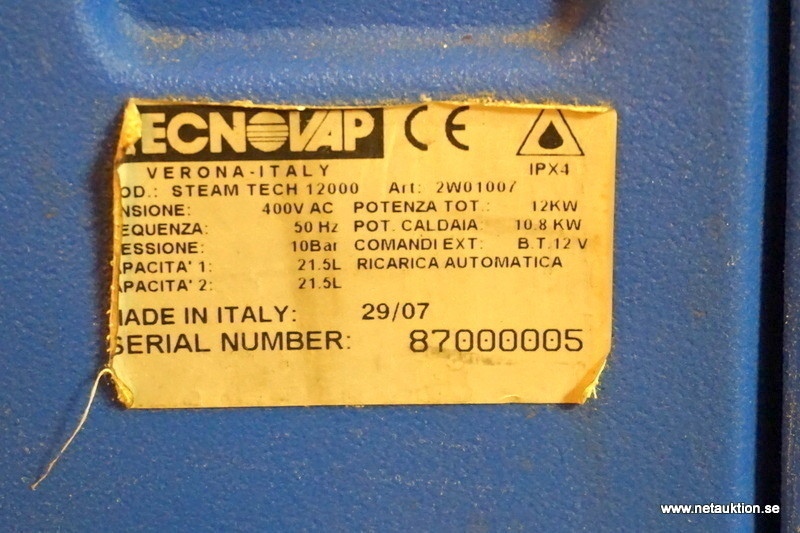 TECNOVAP CE
VERONA-ITALY IPX4
OD.: STEAM TECH 12000 Art: 2W01007
NSIONE: 400V AC POTENZA TOT.: 12KW
EQUENZA: 50 Hz POT. CALDAIA: 10.8 KW
ESSIONE: 10Bar COMANDI EXT: B.T.12 V
APACITA' 1: 21.5L RICARICA AUTOMATICA
APACITA' 2: 21.5L
MADE IN ITALY: 29/07
SERIAL NUMBER: 87000005
www.netauktion.se